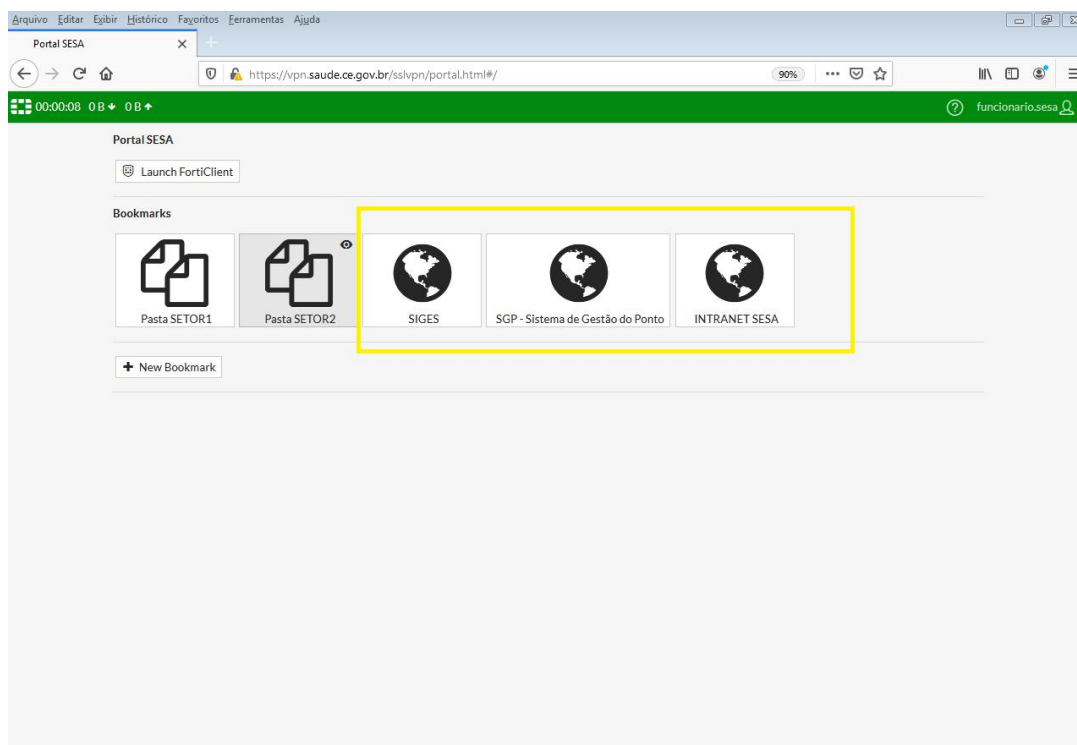 Arquivo Editar Exibir Histórico Favoritos Ferramentas Ajuda
Portal SESA
https://vpn.saude.ce.gov.br/sslvpn/portal.html#/
90%
00:00:08 0 B 0 B
funcionario.sesa
Portal SESA
Launch FortiClient
Bookmarks
Pasta SETOR1 Pasta SETOR2 SIGES SGP - Sistema de Gestão do Ponto INTRANET SESA
New Bookmark